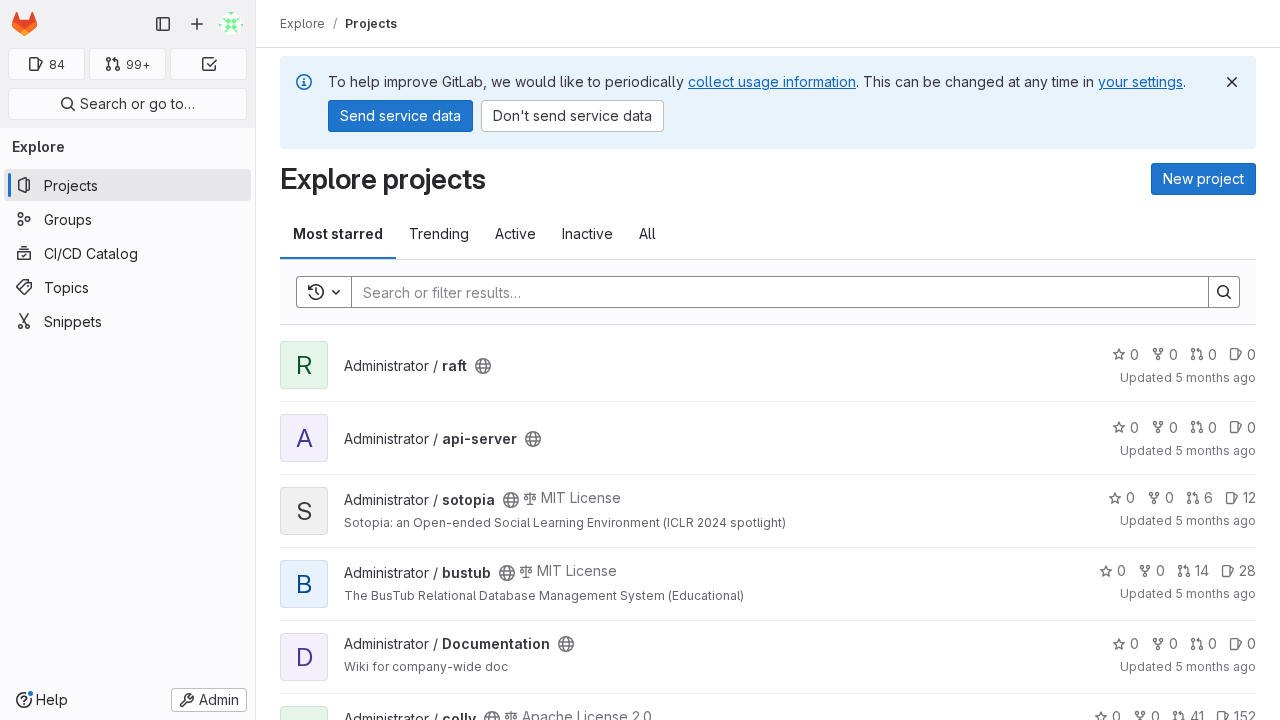 Explore / Projects
84
99+
Search or go to…
Explore
Projects
Groups
CI/CD Catalog
Topics
Snippets
Help
Admin
To help improve GitLab, we would like to periodically collect usage information. This can be changed at any time in your settings.
Send service data
Don't send service data
Explore projects
New project
Most starred
Trending
Active
Inactive
All
Search or filter results…
R
Administrator / raft
0 0 0 0
Updated 5 months ago
A
Administrator / api-server
0 0 0 0
Updated 5 months ago
S
Administrator / sotopia MIT License
0 0 6 12
Sotopia: an Open-ended Social Learning Environment (ICLR 2024 spotlight)
Updated 5 months ago
B
Administrator / bustub MIT License
0 0 14 28
The BusTub Relational Database Management System (Educational)
Updated 5 months ago
D
Administrator / Documentation
0 0 0 0
Wiki for company-wide doc
Updated 5 months ago
Administrator / colly Apache License 2.0
0 0 41 152